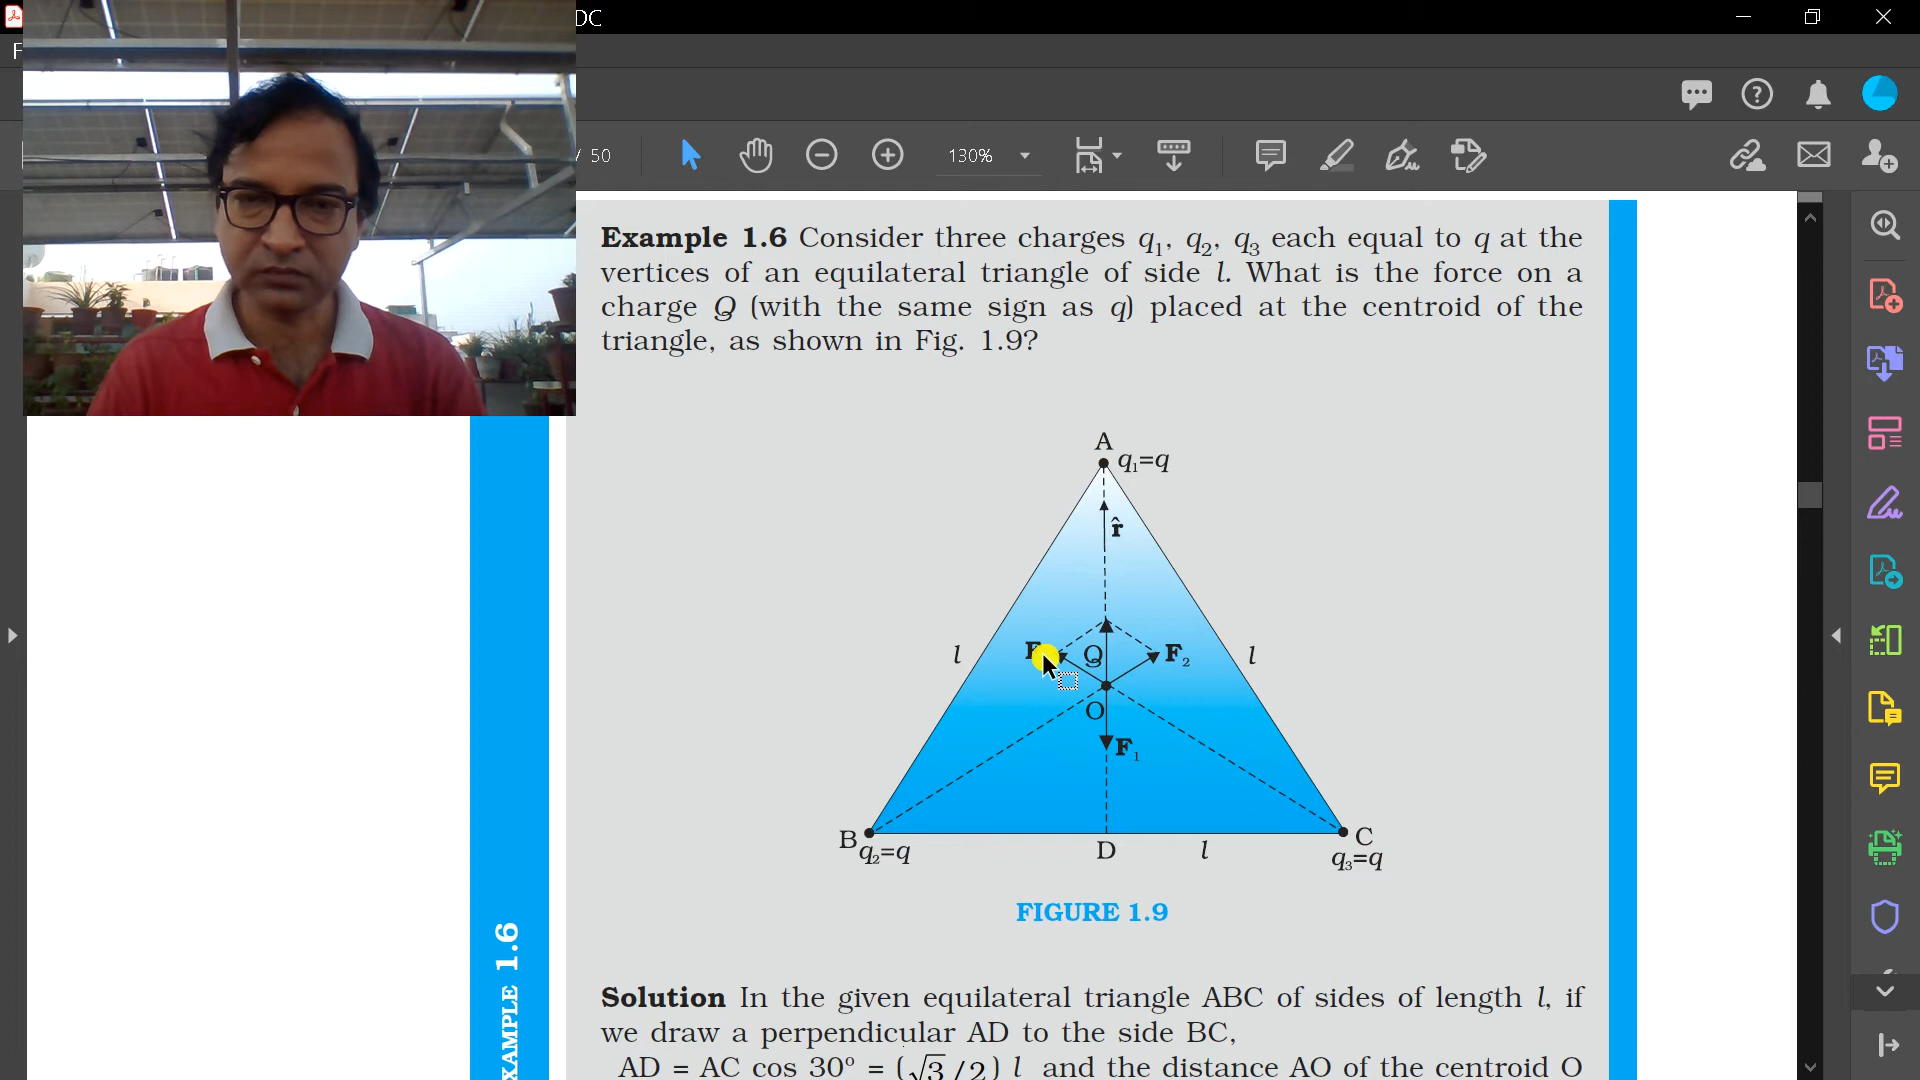 DC
F
/ 50
130%
Example 1.6 Consider three charges q₁, q₂, q₃ each equal to q at the
vertices of an equilateral triangle of side l. What is the force on a
charge Q (with the same sign as q) placed at the centroid of the
triangle, as shown in Fig. 1.9?
A
q₁=q
r̂
l
F
Q
F₂
l
O
F₁
B
q₂=q
D
l
C
q₃=q
FIGURE 1.9
EXAMPLE 1.6
Solution In the given equilateral triangle ABC of sides of length l, if
we draw a perpendicular AD to the side BC,
AD = AC cos 30º = (√3/2) l and the distance AO of the centroid O